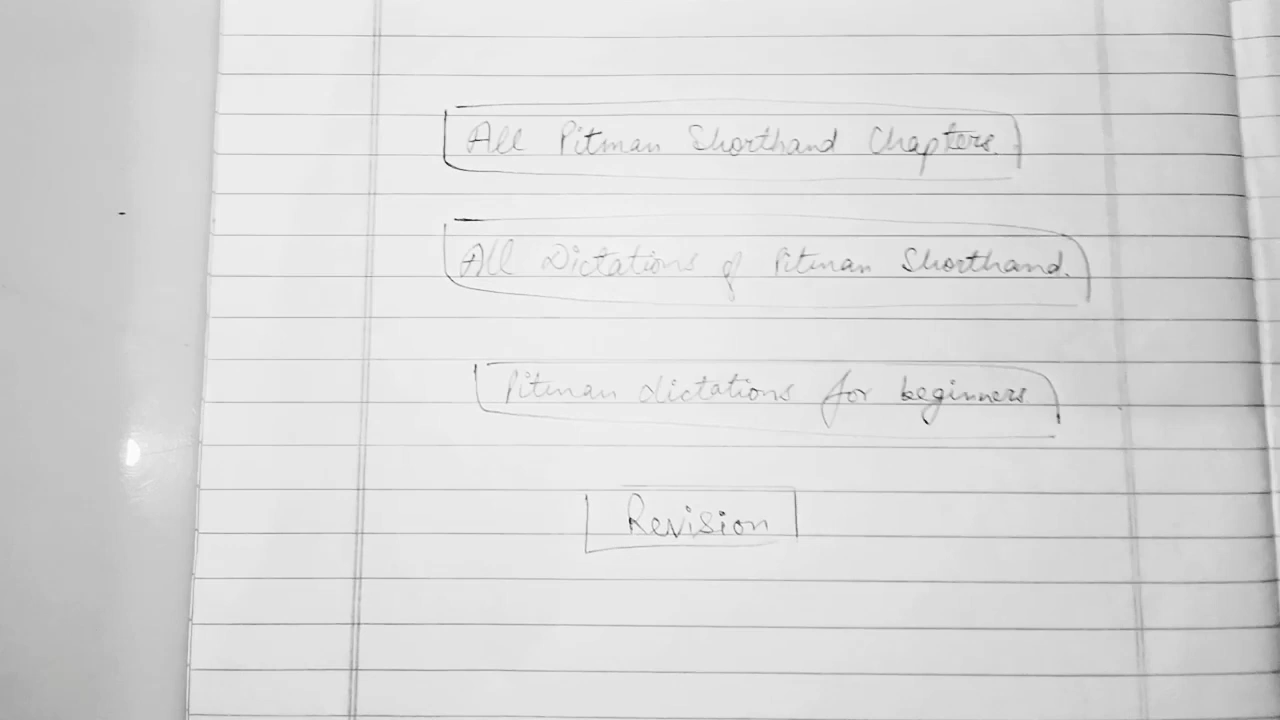 All Pitman Shorthand Chapters.
All Dictations of Pitman Shorthand.
Pitman dictations for beginners
Revision